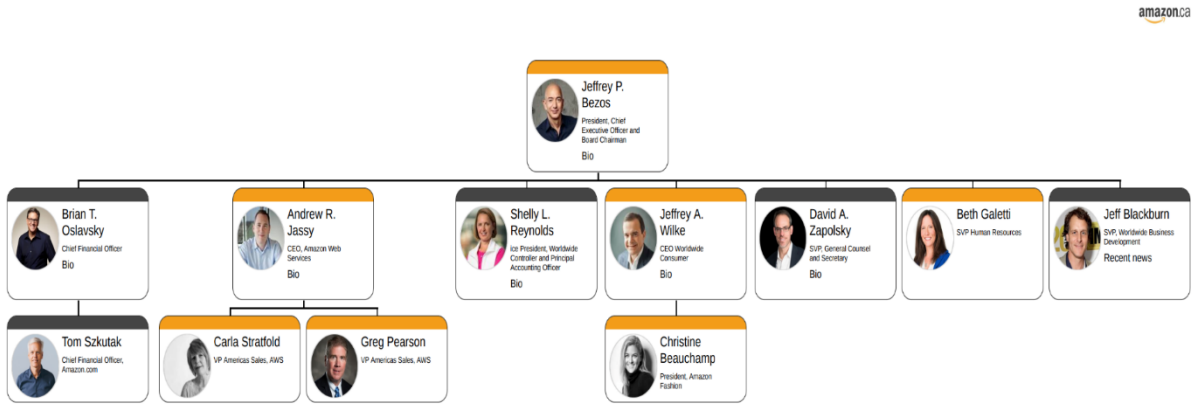 amazon.ca
Jeffrey P.
Bezos
President, Chief
Executive Officer and
Board Chairman
Bio
Brian T.
Oslavsky
Chief Financial Officer
Bio
Andrew R.
Jassy
CEO, Amazon Web
Services
Bio
Shelly L.
Reynolds
ice President, Worldwide
Controller and Principal
Accounting Officer
Bio
Jeffrey A.
Wilke
CEO Worldwide
Consumer
Bio
David A.
Zapolsky
SVP, General Counsel
and Secretary
Bio
Beth Galetti
SVP Human Resources
Jeff Blackburn
SVP, Worldwide Business
Development
Recent news
Tom Szkutak
Chief Financial Officer,
Amazon.com
Carla Stratfold
VP Americas Sales, AWS
Greg Pearson
VP Americas Sales, AWS
Christine
Beauchamp
President, Amazon
Fashion